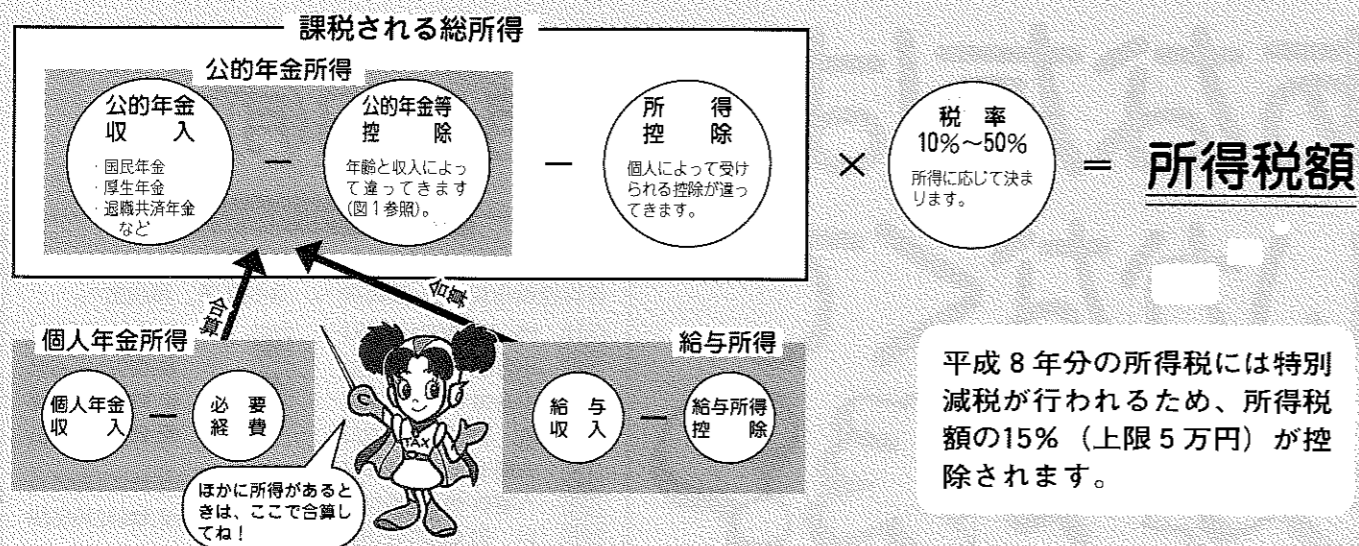 課税される総所得
公的年金所得
公的年金
収 入
・国民年金
・厚生年金
・退職共済年金
など
－
公的年金等
控 除
年齢と収入によっ
て違ってきます
(図1参照)。
－
所 得
控 除
個人によって受け
られる控除が違っ
てきます。
×
税 率
10%～50%
所得に応じて決ま
ります。
＝
所得税額
合算
合算
個人年金所得
個人年金
収 入
－
必 要
経 費
TAX
ほかに所得があると
きは、ここで合算し
てね！
給与所得
給 与
収 入
－
給与所得
控 除
平成8年分の所得税には特別
減税が行われるため、所得税
額の15%（上限5万円）が控
除されます。